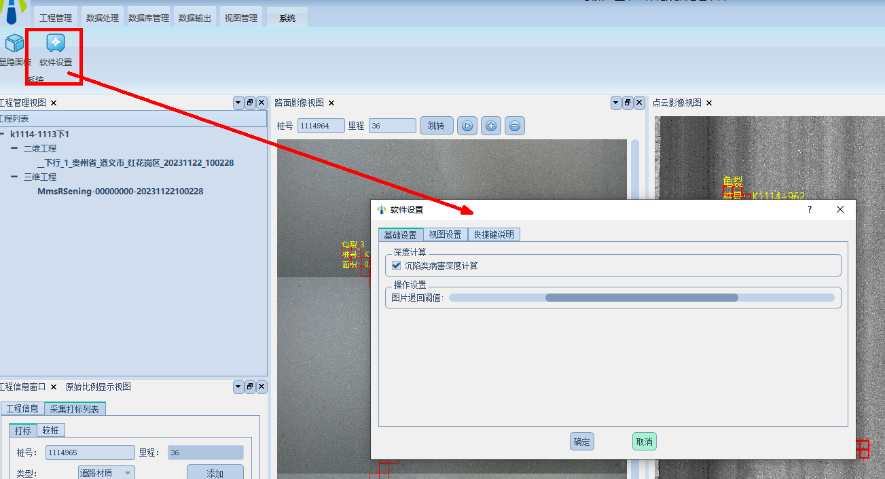 工程管理 数据处理 数据库管理 数据输出 视图管理 系统
软件设置
系统
工程管理视图
工程列表
k1114-1113下1
二维工程
__下行_1_贵州省_遵义市_红花岗区_20231122_100228
三维工程
MmsRSening-00000000-20231122100228
路面影像视图
桩号 1114964 里程 36 跳转
龟裂 3
桩号: K1
面积: 0.
点云影像视图
龟裂
桩号: K1114+962
软件设置
?
基础设置 视图设置 快捷键说明
深度计算
沉陷类病害深度计算
操作设置
图片退回阈值:
确定 取消
工程信息窗口 原始比例显示视图
工程信息 采集打标列表
打标 校桩
桩号: 1114965 里程: 36
类型: 道路材质 添加